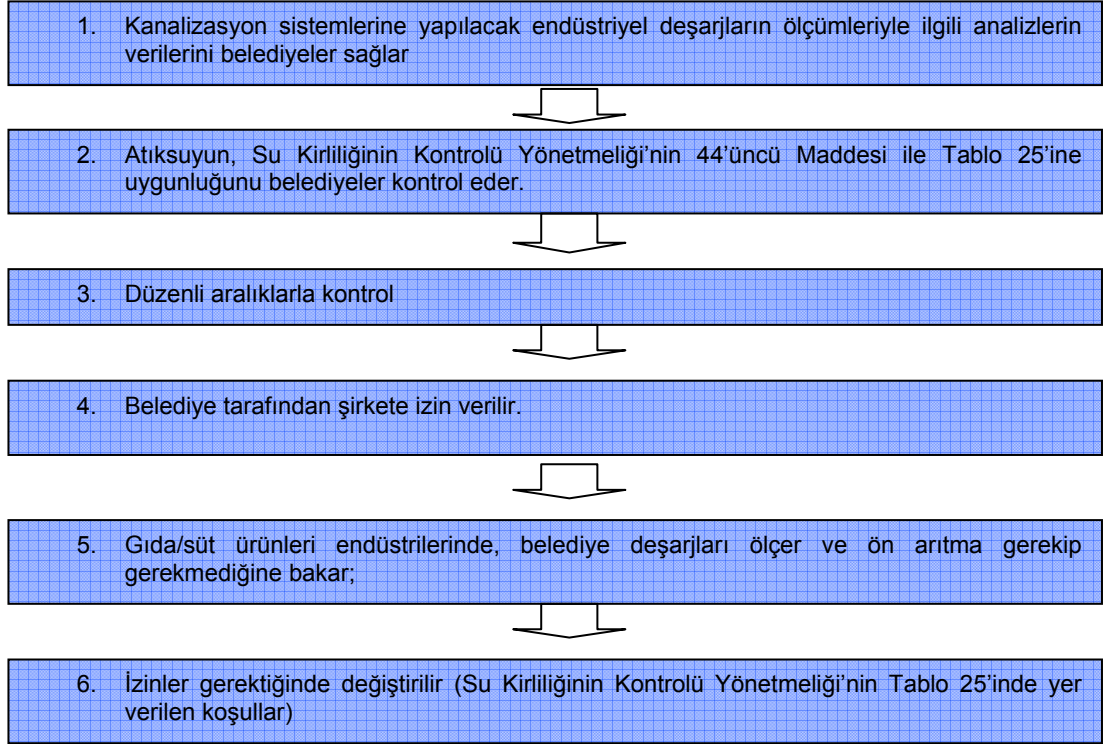 1. Kanalizasyon sistemlerine yapılacak endüstriyel deşarjların ölçümleriyle ilgili analizlerin
verilerini belediyeler sağlar
2. Atıksuyun, Su Kirliliğinin Kontrolü Yönetmeliği’nin 44’üncü Maddesi ile Tablo 25’ine
uygunluğunu belediyeler kontrol eder.
3. Düzenli aralıklarla kontrol
4. Belediye tarafından şirkete izin verilir.
5. Gıda/süt ürünleri endüstrilerinde, belediye deşarjları ölçer ve ön arıtma gerekip
gerekmediğine bakar;
6. İzinler gerektiğinde değiştirilir (Su Kirliliğinin Kontrolü Yönetmeliği’nin Tablo 25’inde yer
verilen koşullar)